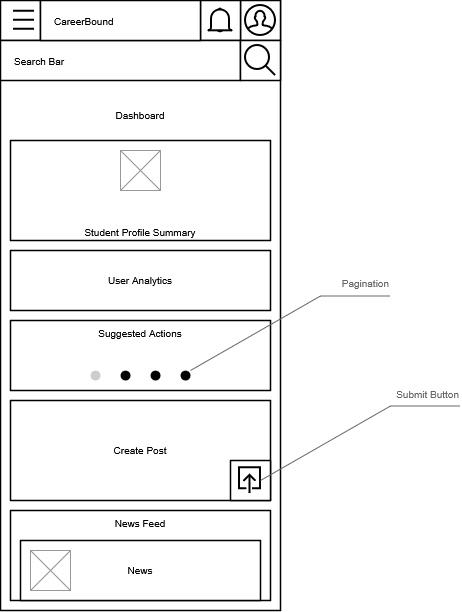 CareerBound
Search Bar
Dashboard
Student Profile Summary
User Analytics
Pagination
Suggested Actions
Submit Button
Create Post
News Feed
News